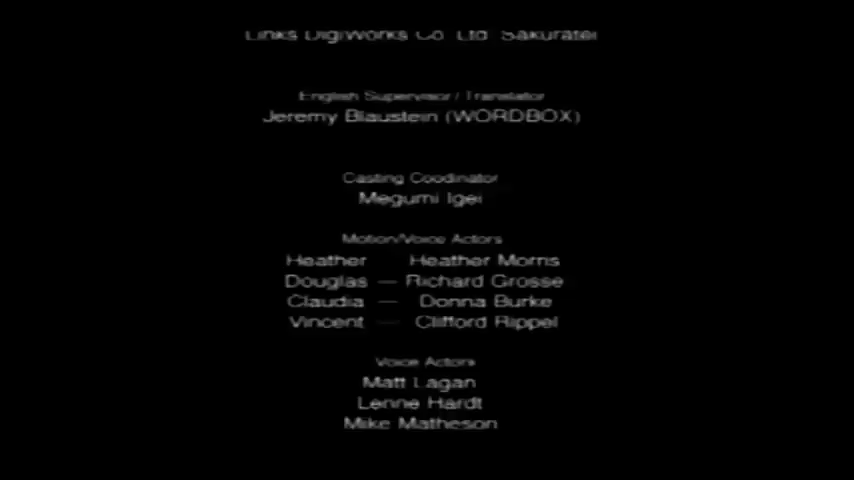 Links DigiWorks Co. Ltd. Sakuratei
English Supervisor / Translator
Jeremy Blaustein (WORDBOX)
Casting Coodinator
Megumi Igei
Motion/Voice Actors
Heather Heather Morris
Douglas — Richard Grosse
Claudia — Donna Burke
Vincent — Clifford Rippel
Voice Actors
Matt Lagan
Lenne Hardt
Mike Matheson